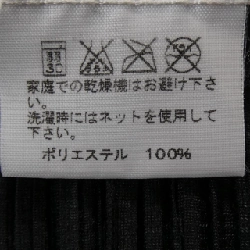 家庭での乾燥機はお避け下さ
い。
洗濯時にはネットを使用して
下さい。
ポリエステル 100%